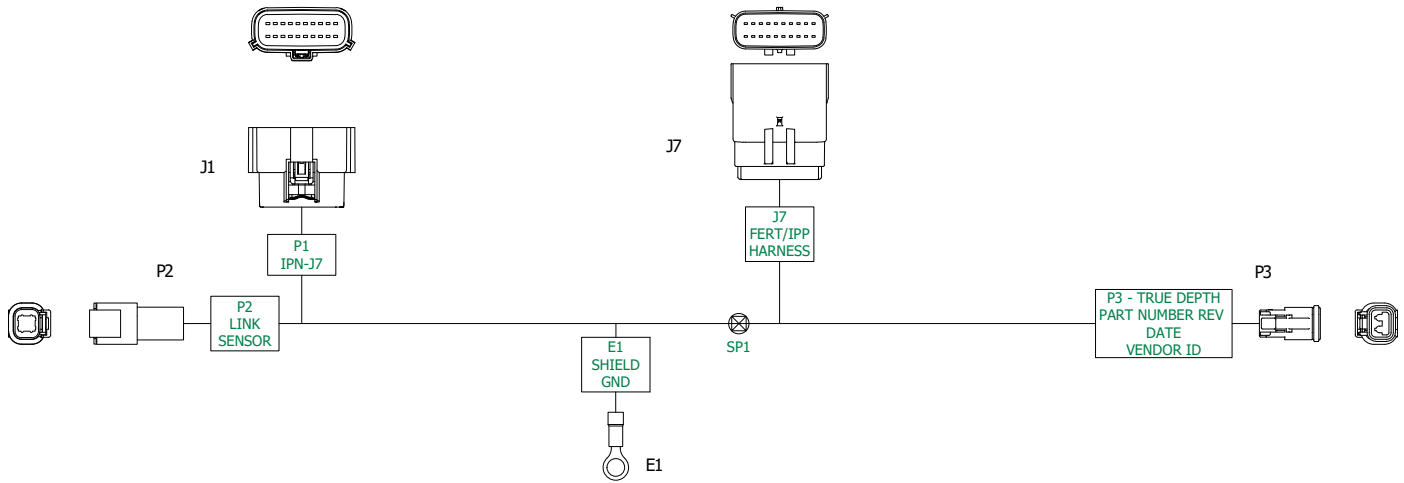 J1
J7
P1
IPN-J7
J7
FERT/IPP
HARNESS
P2
P2
LINK
SENSOR
P3
P3 - TRUE DEPTH
PART NUMBER REV
DATE
VENDOR ID
SP1
E1
SHIELD
GND
E1